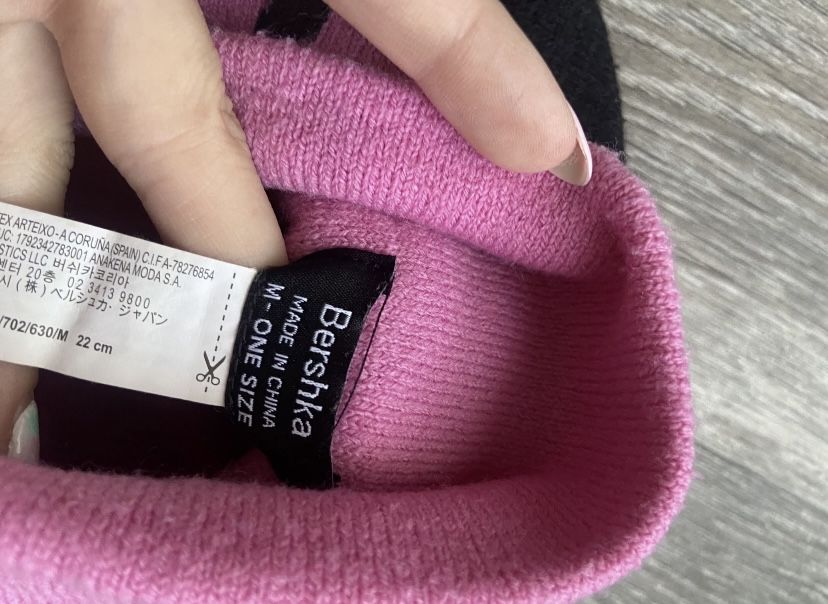 TEX ARTEIXO - A CORUÑA (SPAIN) C.I.F. A-78276854
UC: 1792342783001 ANAKENA MODA S.A.
STICS LLC 버쉬카코리아
센터 20층 02 3413 9800
(株) ベルシュカ・ジャパン
/702/630/M 22 cm
Bershka
MADE IN CHINA
M- ONE SIZE